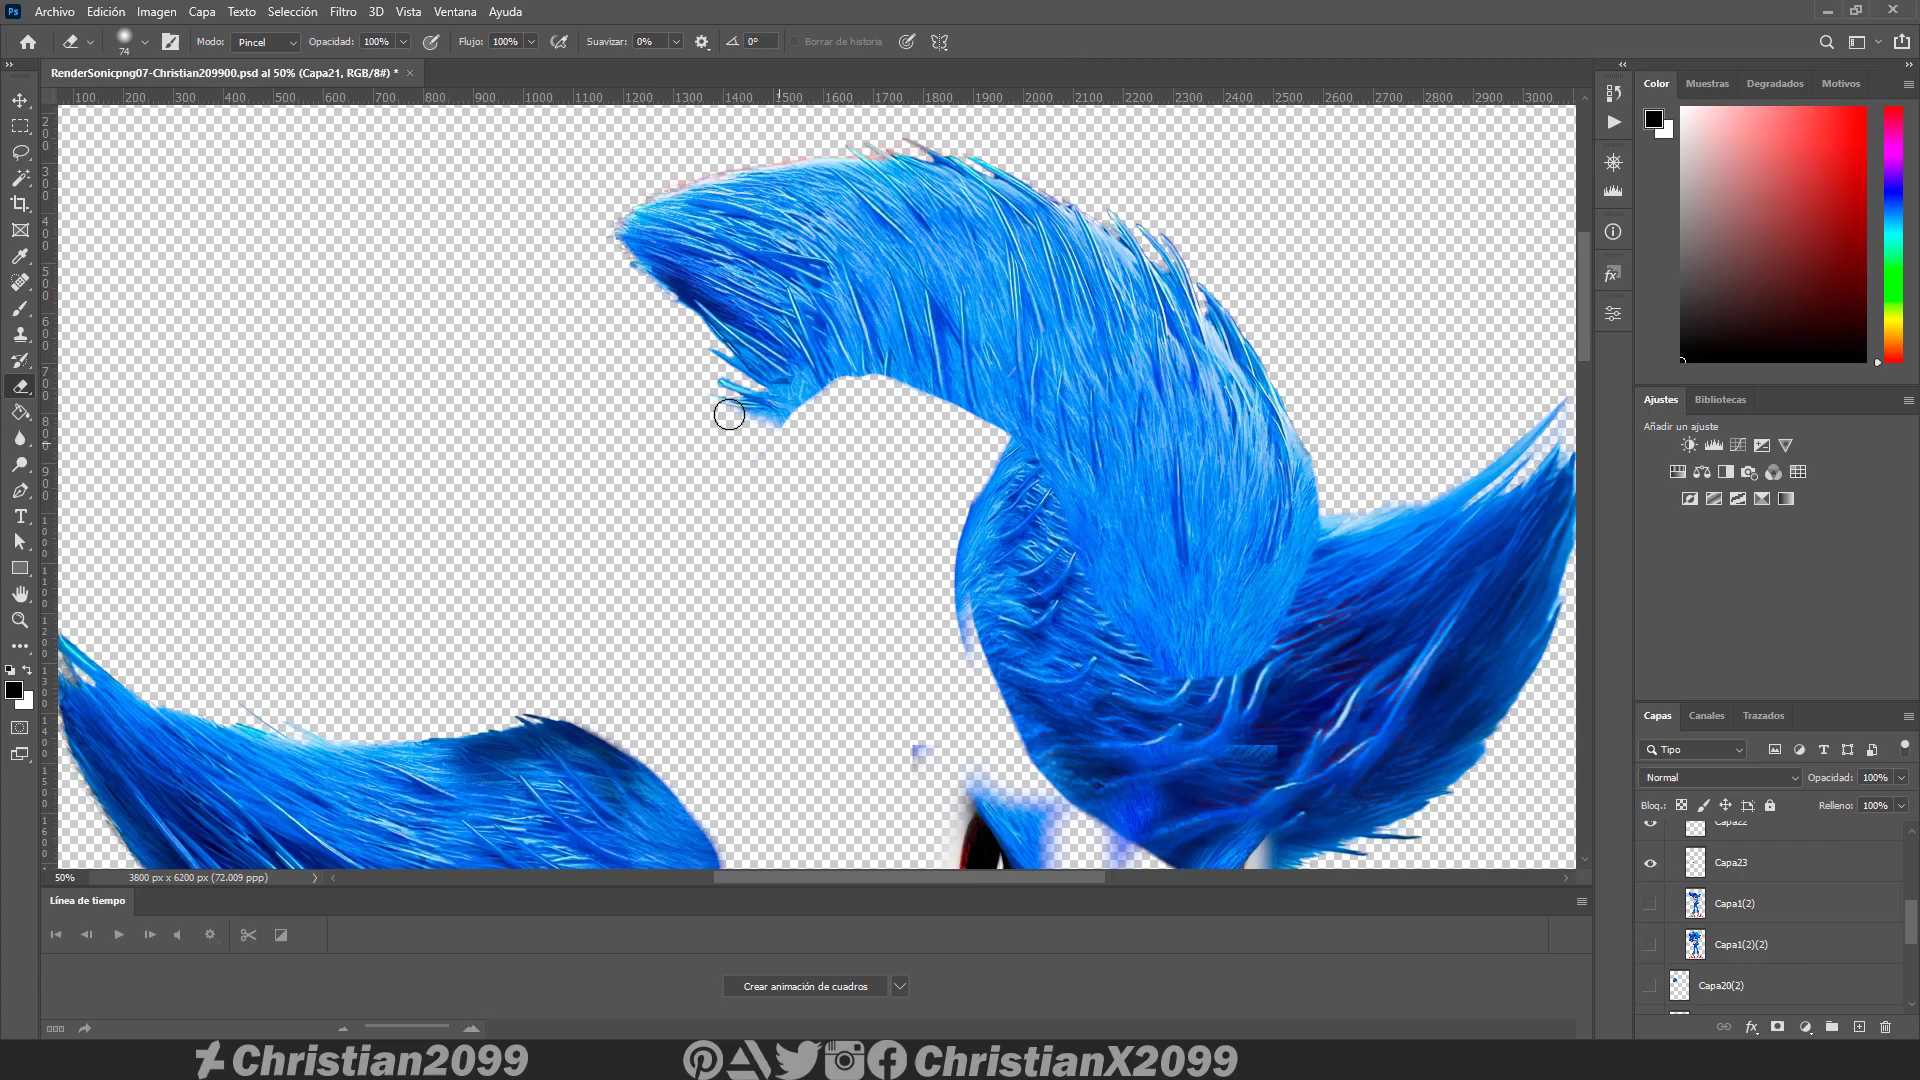 Ps Archivo Edición Imagen Capa Texto Selección Filtro 3D Vista Ventana Ayuda
74 Modo: Pincel Opacidad: 100% Flujo: 100% Suavizar: 0% 0° Borrar de historia
RenderSonicpng07-Christian209900.psd al 50% (Capa21, RGB/8#) *
100 200 300 400 500 600 700 800 900 1000 1100 1200 1300 1400 1500 1600 1700 1800 1900 2000 2100 2200 2300 2400 2500 2600 2700 2800 2900 3000
Color Muestras Degradados Motivos
Ajustes Bibliotecas
Añadir un ajuste
Capas Canales Trazados
Tipo
Normal Opacidad: 100%
Bloq.: Relleno: 100%
Capa22
Capa23
Capa1(2)
Capa1(2)(2)
Capa20(2)
50% 3800 px x 6200 px (72.009 ppp)
Línea de tiempo
Crear animación de cuadros
Christian2099 ChristianX2099